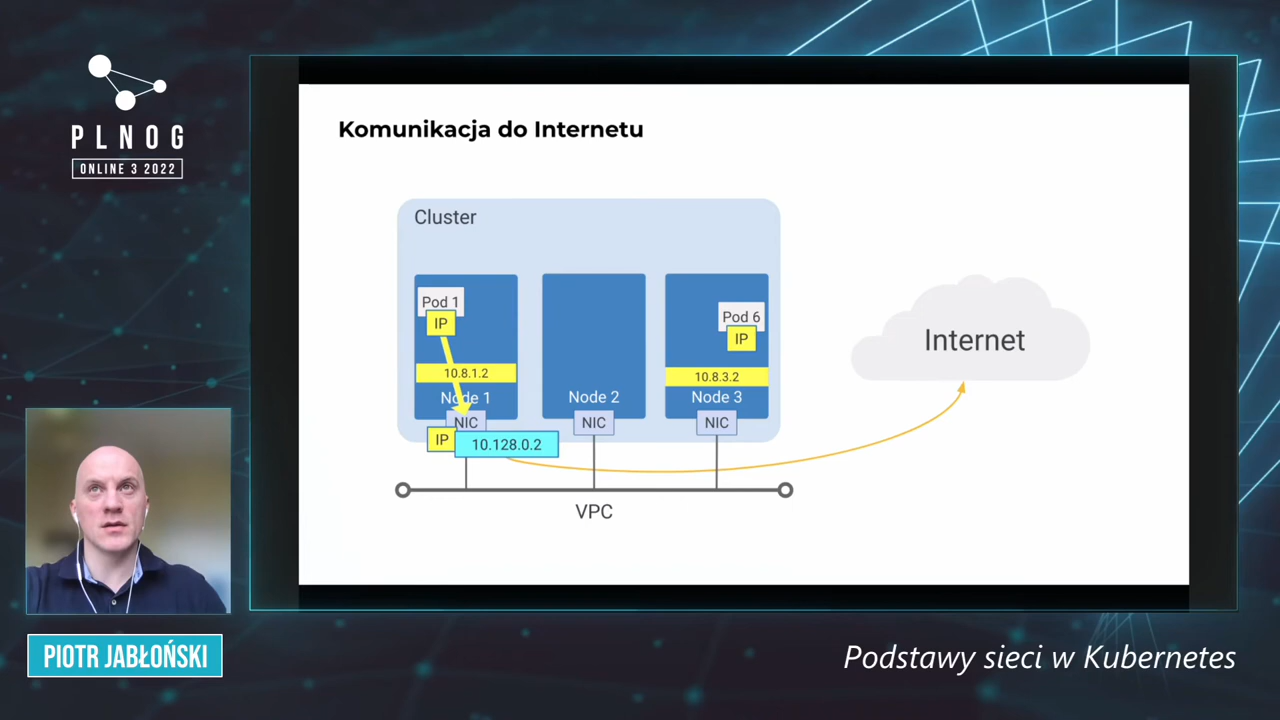 PLNOG
ONLINE 3 2022
Komunikacja do Internetu
Cluster
Pod 1
IP
10.8.1.2
Node 1
NIC
IP
10.128.0.2
Node 2
NIC
Pod 6
IP
10.8.3.2
Node 3
NIC
VPC
Internet
PIOTR JABŁOŃSKI
Podstawy sieci w Kubernetes